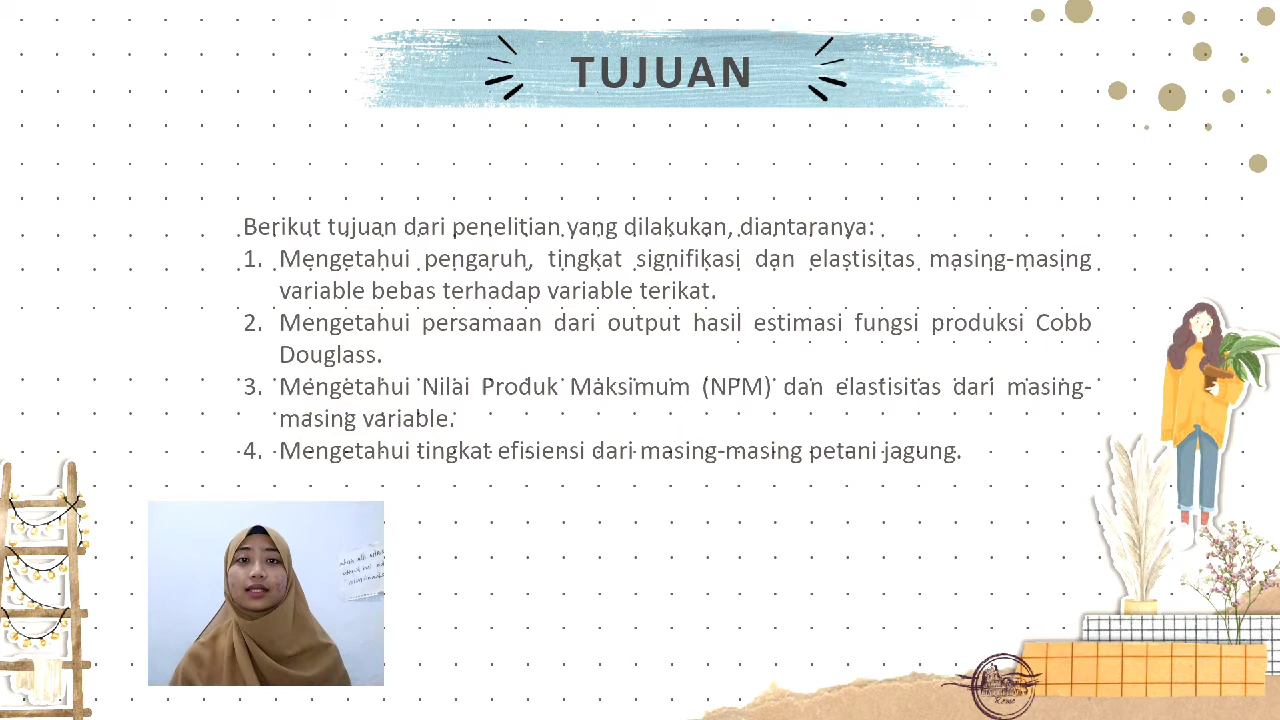 TUJUAN
Berikut tujuan dari penelitian yang dilakukan, diantaranya:
1. Mengetahui pengaruh, tingkat signifikasi dan elastisitas masing-masing
variable bebas terhadap variable terikat.
2. Mengetahui persamaan dari output hasil estimasi fungsi produksi Cobb
Douglass.
3. Mengetahui Nilai Produk Maksimum (NPM) dan elastisitas dari masing-
masing variable.
4. Mengetahui tingkat efisiensi dari masing-masing petani jagung.